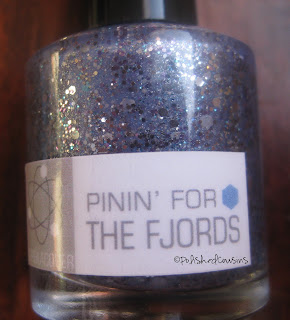 PININ' FOR
THE FJORDS
©PolishedCousins